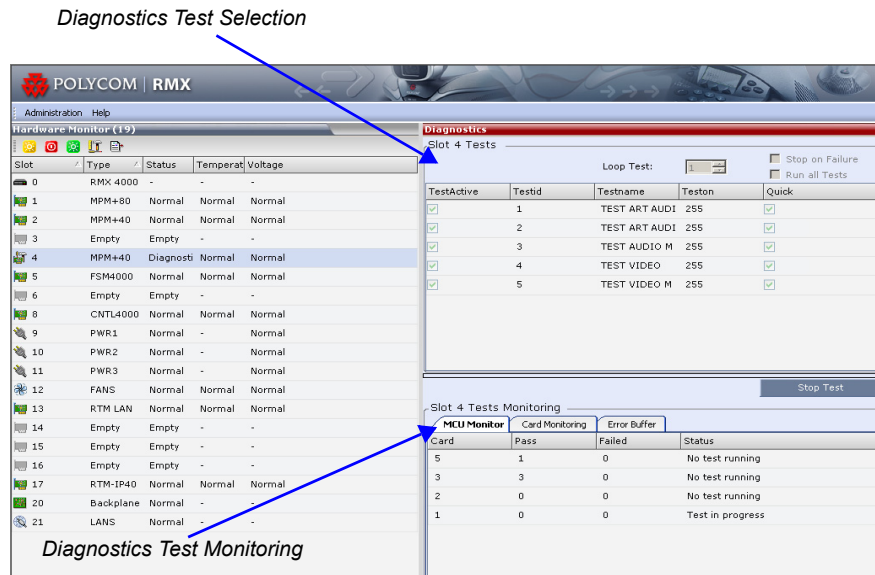 Diagnostics Test Selection
POLYCOM | RMX
Administration Help
Hardware Monitor (19)
Slot Type Status Temperat Voltage
0 RMX 4000 - - -
1 MPM+80 Normal Normal Normal
2 MPM+40 Normal Normal Normal
3 Empty Empty - -
4 MPM+40 Diagnosti Normal Normal
5 FSM4000 Normal Normal Normal
6 Empty Empty - -
8 CNTL4000 Normal Normal Normal
9 PWR1 Normal - Normal
10 PWR2 Normal - Normal
11 PWR3 Normal - Normal
12 FANS Normal Normal Normal
13 RTM LAN Normal Normal Normal
14 Empty Empty - -
15 Empty Empty - -
16 Empty Empty - -
17 RTM-IP40 Normal Normal Normal
20 Backplane Normal - -
21 LANS Normal - -
Diagnostics
Slot 4 Tests
Loop Test: 1
Stop on Failure
Run all Tests
TestActive Testid Testname Teston Quick
1 TEST ART AUDI 255
2 TEST ART AUDI 255
3 TEST AUDIO M 255
4 TEST VIDEO 255
5 TEST VIDEO M 255
Stop Test
Slot 4 Tests Monitoring
MCU Monitor Card Monitoring Error Buffer
Card Pass Failed Status
5 1 0 No test running
3 3 0 No test running
2 0 0 No test running
1 0 0 Test in progress
Diagnostics Test Monitoring